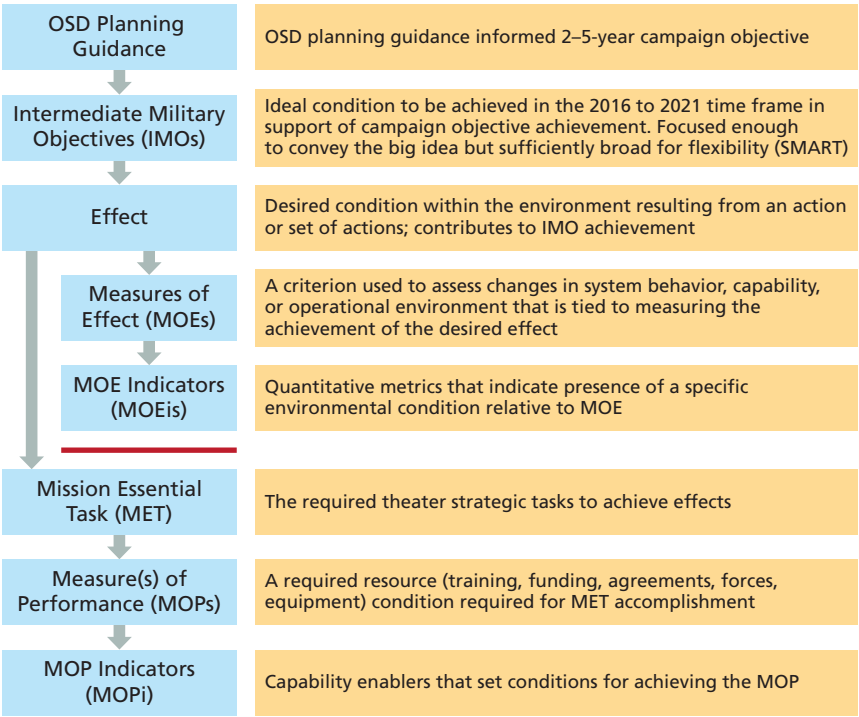 OSD Planning
Guidance
OSD planning guidance informed 2–5-year campaign objective
Intermediate Military
Objectives (IMOs)
Ideal condition to be achieved in the 2016 to 2021 time frame in
support of campaign objective achievement. Focused enough
to convey the big idea but sufficiently broad for flexibility (SMART)
Effect
Desired condition within the environment resulting from an action
or set of actions; contributes to IMO achievement
Measures of
Effect (MOEs)
A criterion used to assess changes in system behavior, capability,
or operational environment that is tied to measuring the
achievement of the desired effect
MOE Indicators
(MOEis)
Quantitative metrics that indicate presence of a specific
environmental condition relative to MOE
Mission Essential
Task (MET)
The required theater strategic tasks to achieve effects
Measure(s) of
Performance (MOPs)
A required resource (training, funding, agreements, forces,
equipment) condition required for MET accomplishment
MOP Indicators
(MOPi)
Capability enablers that set conditions for achieving the MOP